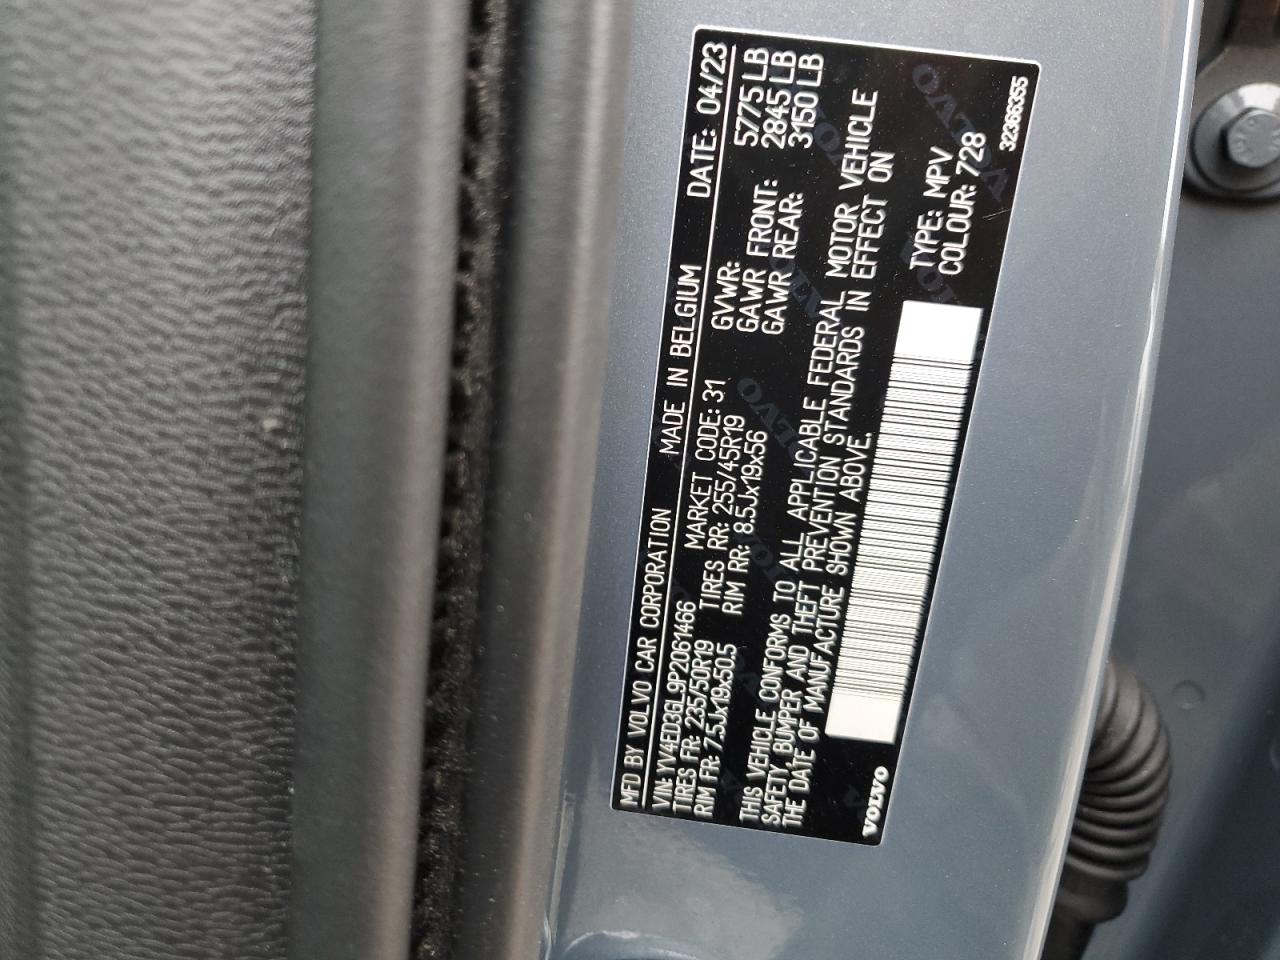 MFD BY VOLVO CAR CORPORATION MADE IN BELGIUM DATE: 04/23
VIN: YV4ED3GL9P2061466 MARKET CODE: 31 GVWR: 5775 LB
TIRES FR: 235/50R19 TIRES RR: 255/45R19 GAWR FRONT: 2845 LB
RIM FR: 7.5Jx19x50.5 RIM RR: 8.5Jx19x56 GAWR REAR: 3150 LB
THIS VEHICLE CONFORMS TO ALL APPLICABLE FEDERAL MOTOR VEHICLE
SAFETY, BUMPER AND THEFT PREVENTION STANDARDS IN EFFECT ON
THE DATE OF MANUFACTURE SHOWN ABOVE.
TYPE: MPV
COLOUR: 728
VOLVO
32366355